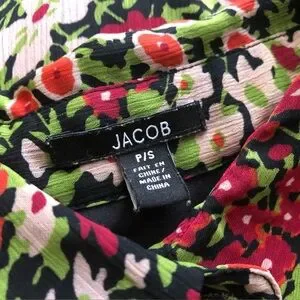 JACOB
P/S
FAIT EN
CHINE/
MADE IN
CHINA